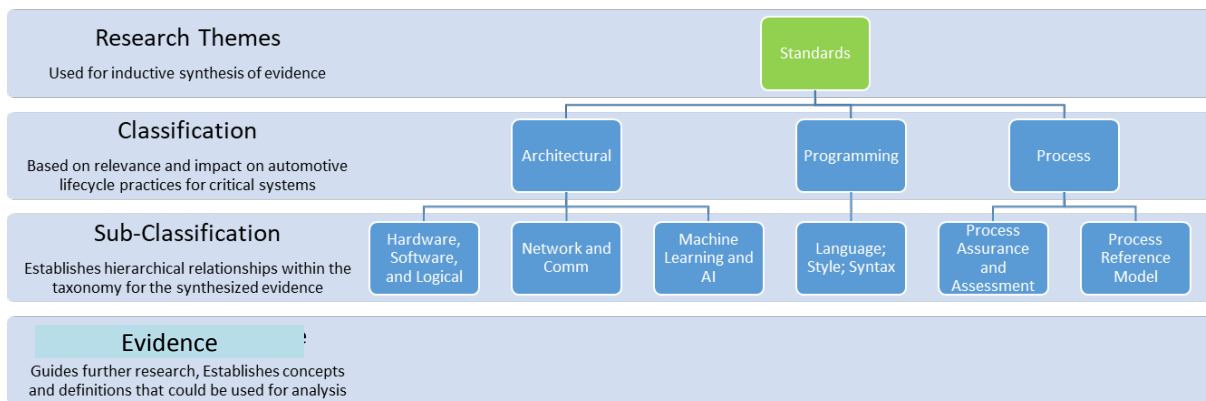 Research Themes
Used for inductive synthesis of evidence
Standards
Classification
Based on relevance and impact on automotive
lifecycle practices for critical systems
Architectural
Programming
Process
Sub-Classification
Establishes hierarchical relationships within the
taxonomy for the synthesized evidence
Hardware,
Software,
and Logical
Network and
Comm
Machine
Learning and
AI
Language;
Style; Syntax
Process
Assurance
and
Assessment
Process
Reference
Model
Evidence
Guides further research, Establishes concepts
and definitions that could be used for analysis